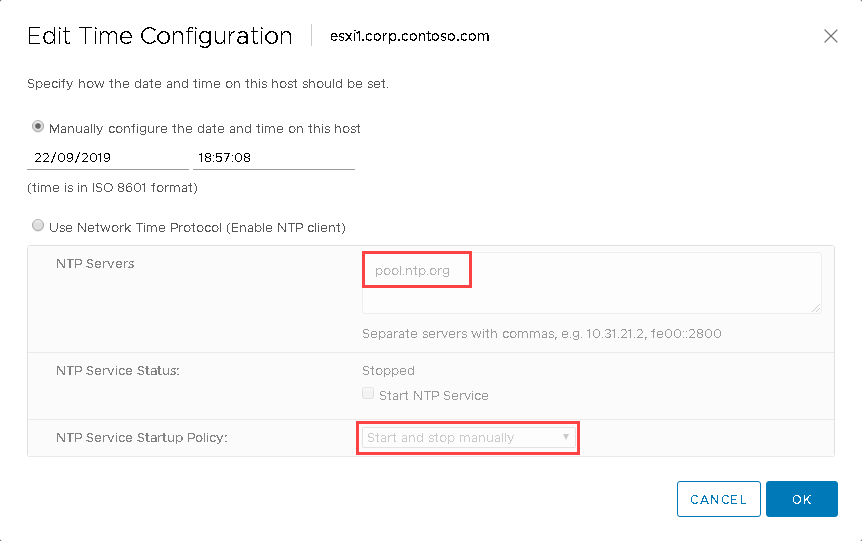 Edit Time Configuration esxi1.corp.contoso.com
Specify how the date and time on this host should be set.
Manually configure the date and time on this host
22/09/2019 18:57:08
(time is in ISO 8601 format)
Use Network Time Protocol (Enable NTP client)
NTP Servers pool.ntp.org
Separate servers with commas, e.g. 10.31.21.2, fe00::2800
NTP Service Status: Stopped
Start NTP Service
NTP Service Startup Policy: Start and stop manually
CANCEL OK